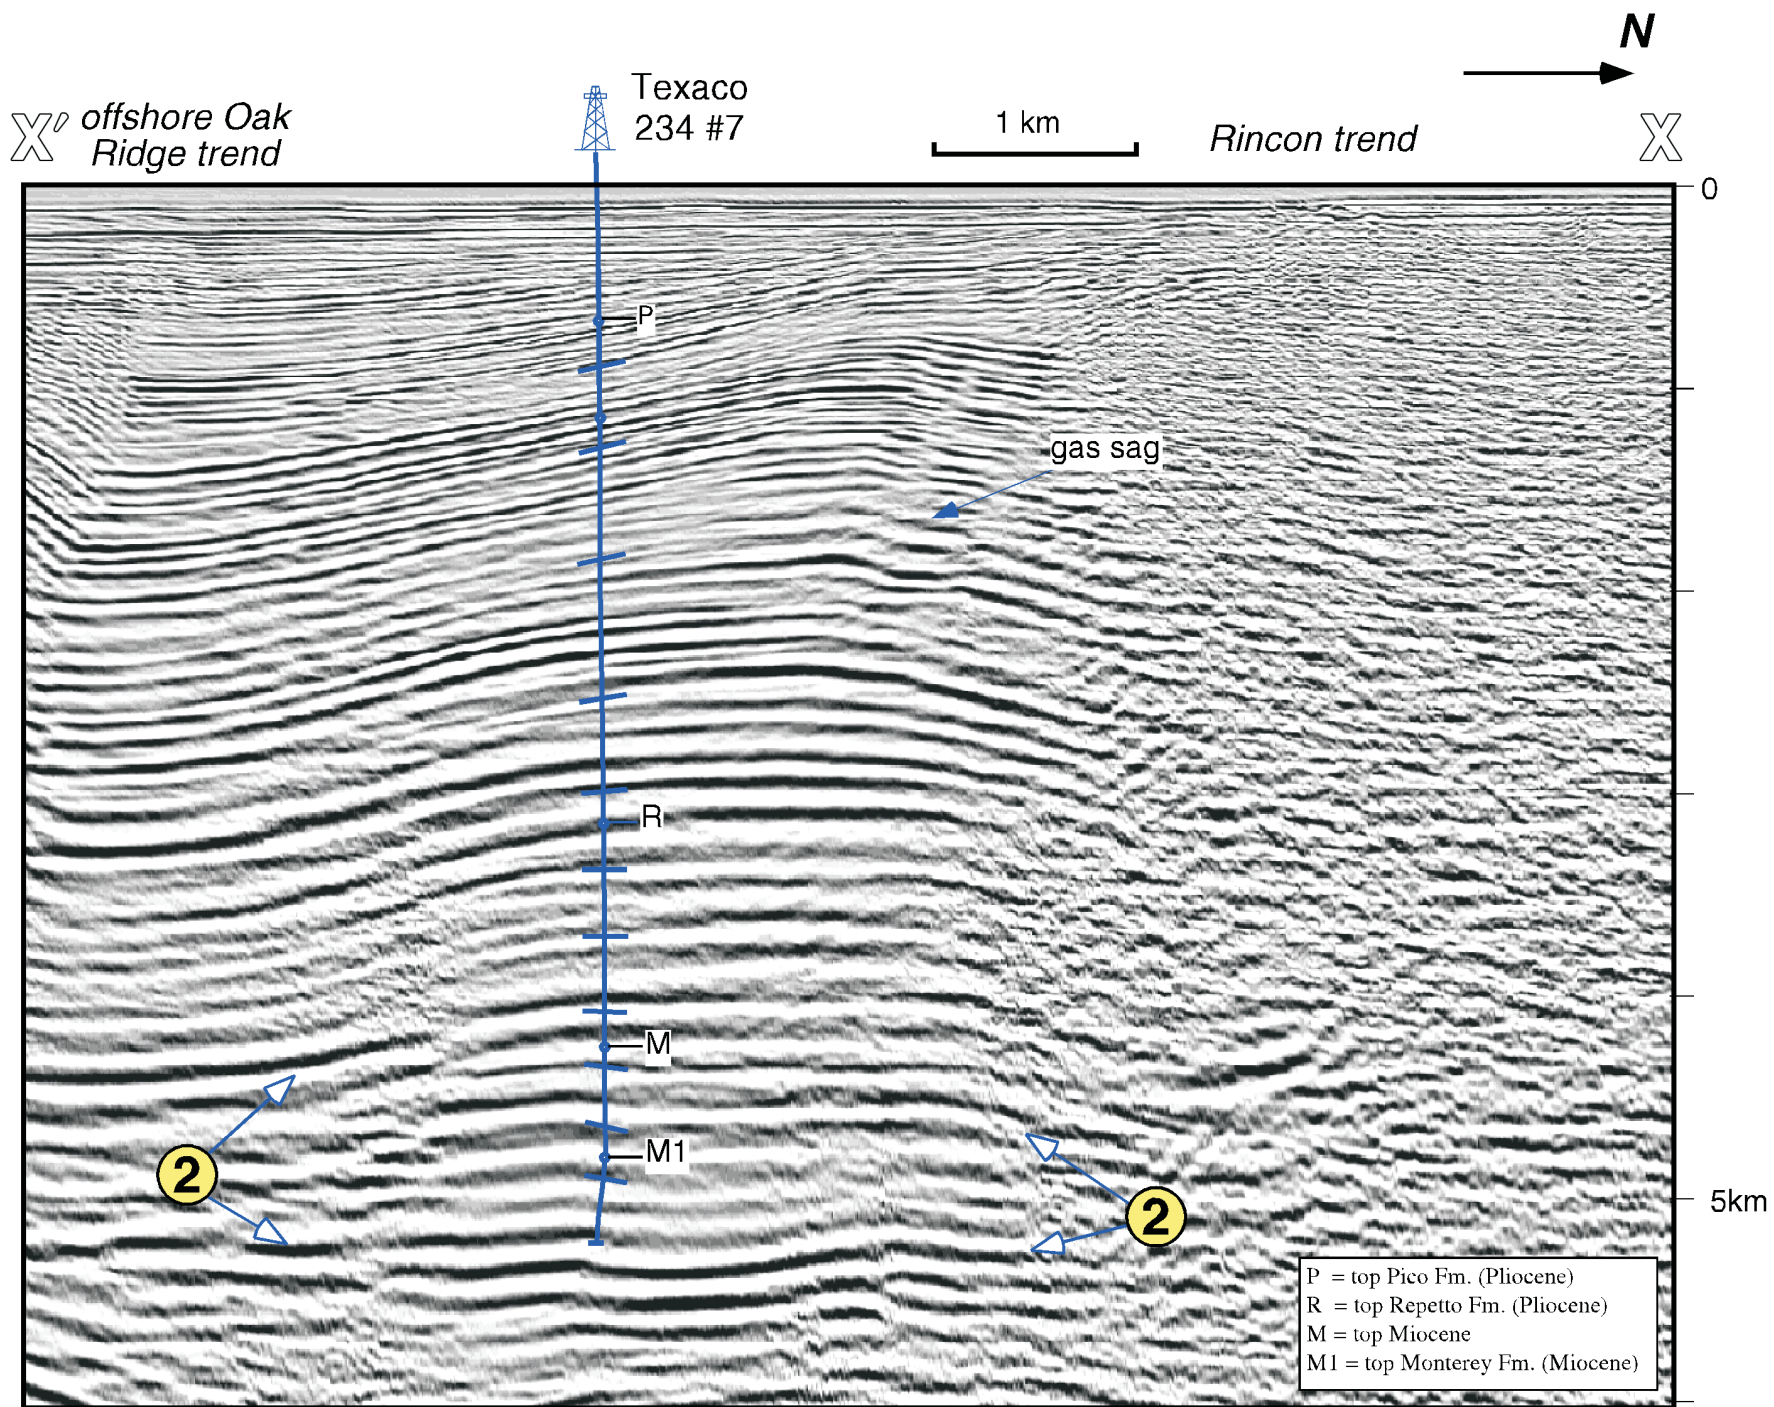 N
X′ offshore Oak
Ridge trend
Texaco
234 #7
1 km
Rincon trend
X
0
P
gas sag
R
M
M1
2
2
5km
P = top Pico Fm. (Pliocene)
R = top Repetto Fm. (Pliocene)
M = top Miocene
M1 = top Monterey Fm. (Miocene)